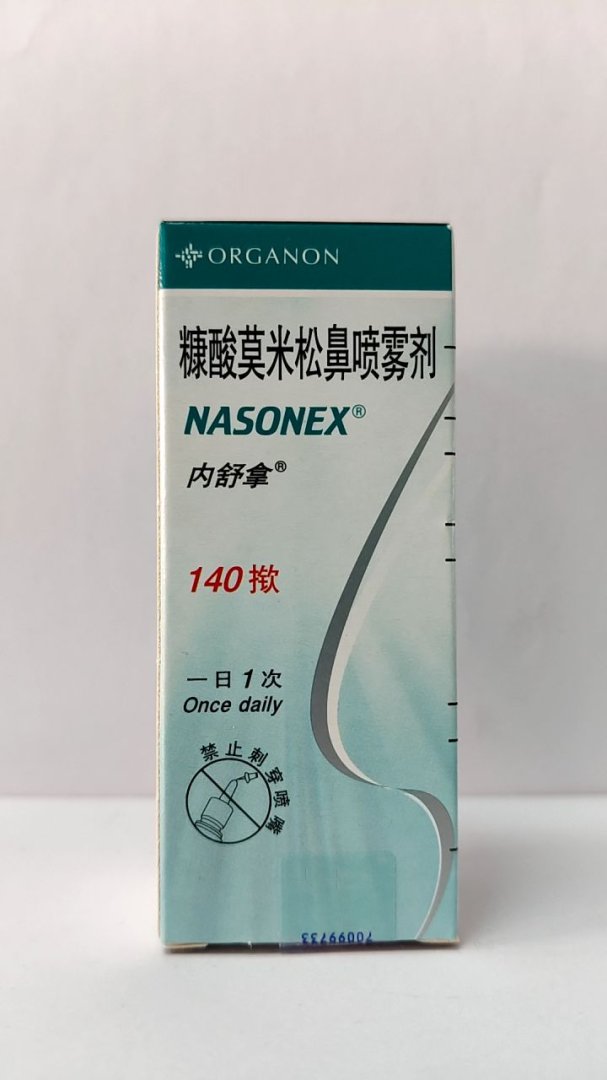 ORGANON
糠酸莫米松鼻喷雾剂
NASONEX®
内舒拿®
140揿
一日1次
Once daily
禁止刺穿喷嘴
70099733